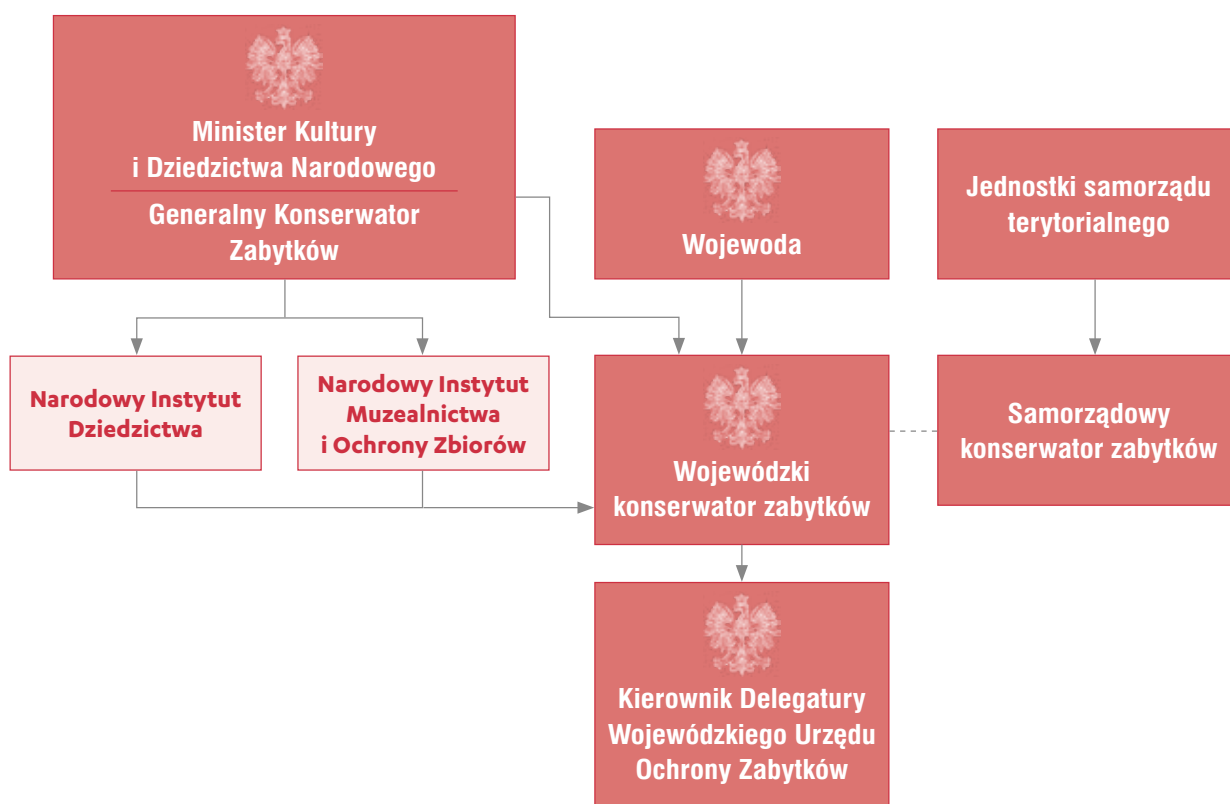 Minister Kultury
i Dziedzictwa Narodowego
Generalny Konserwator
Zabytków
Wojewoda
Jednostki samorządu
terytorialnego
Narodowy Instytut
Dziedzictwa
Narodowy Instytut
Muzealnictwa
i Ochrony Zbiorów
Wojewódzki
konserwator zabytków
Samorządowy
konserwator zabytków
Kierownik Delegatury
Wojewódzkiego Urzędu
Ochrony Zabytków